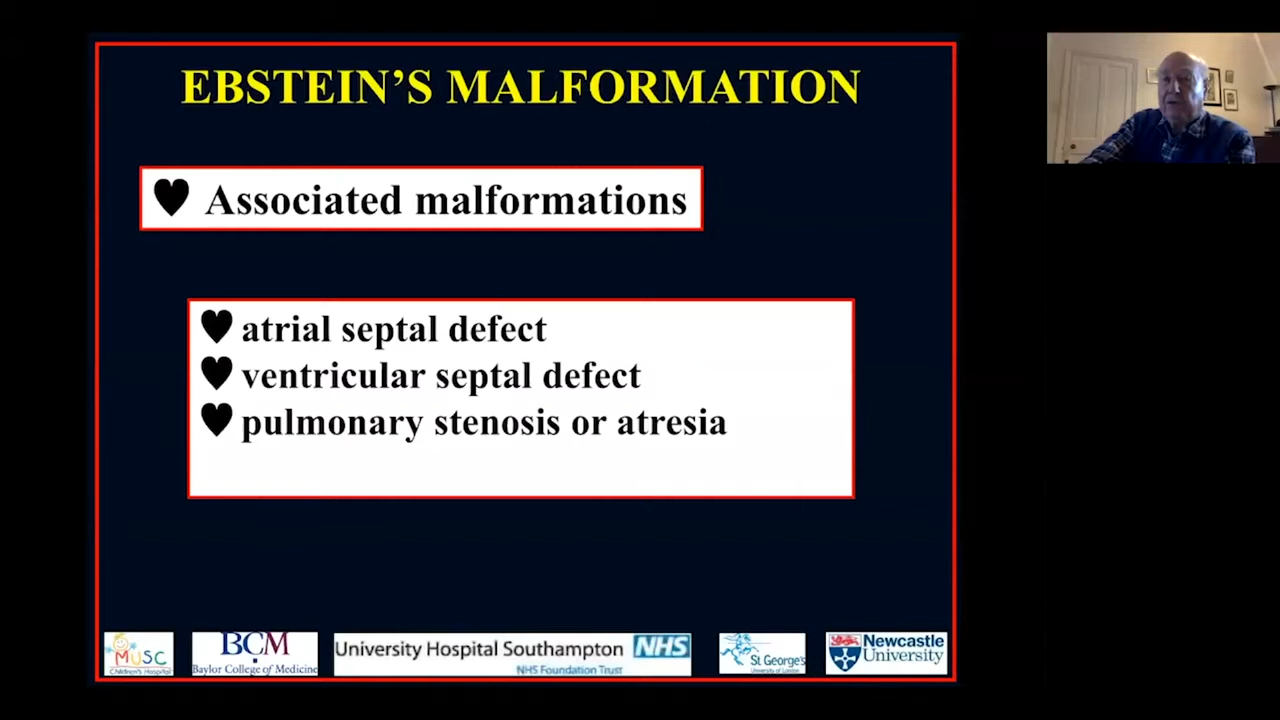 EBSTEIN’S MALFORMATION
♥ Associated malformations
♥ atrial septal defect
♥ ventricular septal defect
♥ pulmonary stenosis or atresia
MUSC
Children's Hospital
BCM
Baylor College of Medicine
University Hospital Southampton NHS
NHS Foundation Trust
St George's
University of London
Newcastle
University